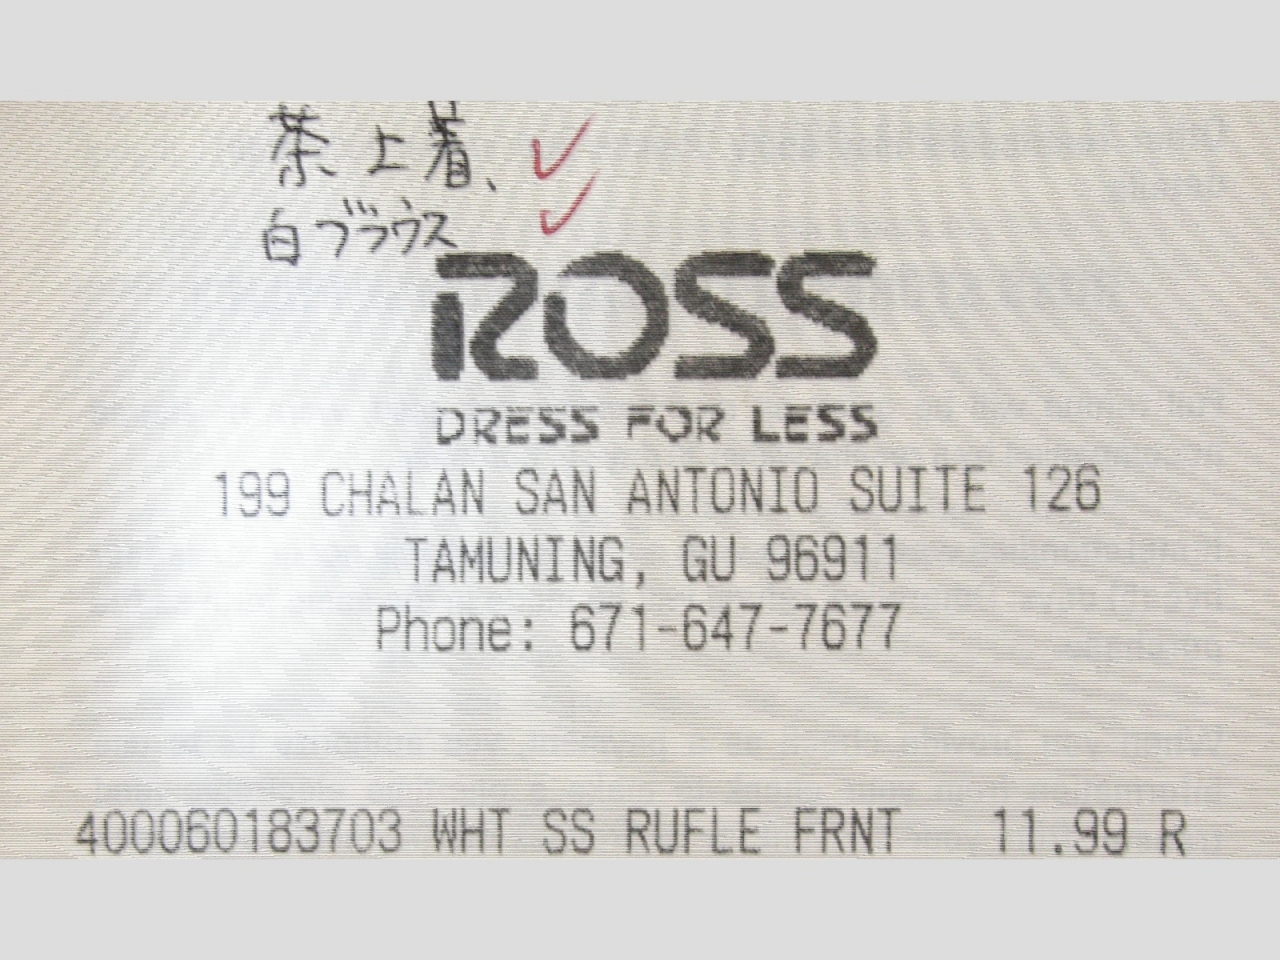 茶上着、
白ブラウス
ROSS
DRESS FOR LESS
199 CHALAN SAN ANTONIO SUITE 126
TAMUNING, GU 96911
Phone: 671-647-7677
400060183703 WHT SS RUFLE FRNT 11.99 R